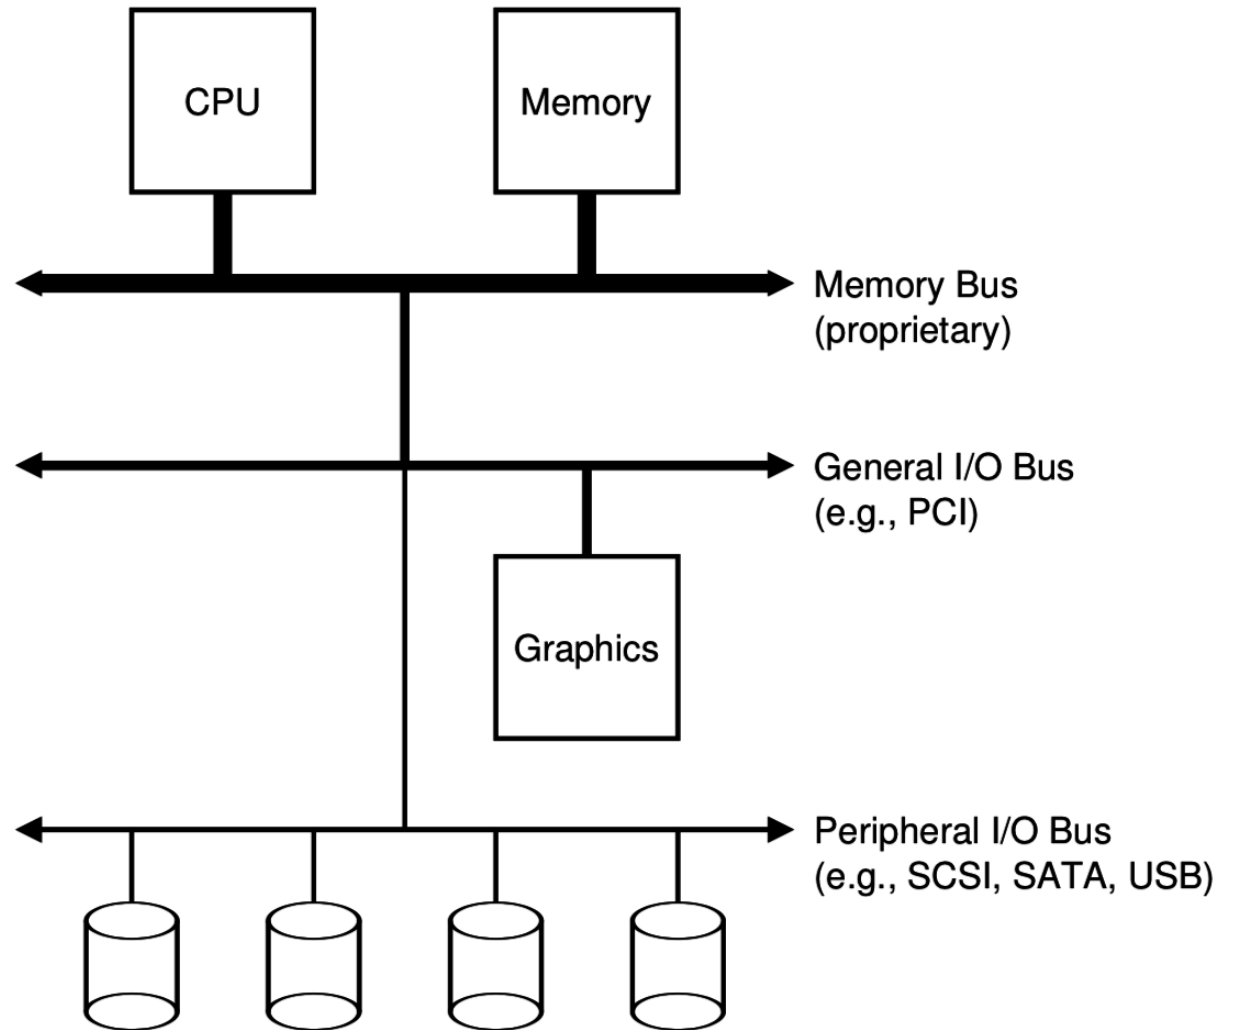 CPU
Memory
Memory Bus
(proprietary)
General I/O Bus
(e.g., PCI)
Graphics
Peripheral I/O Bus
(e.g., SCSI, SATA, USB)